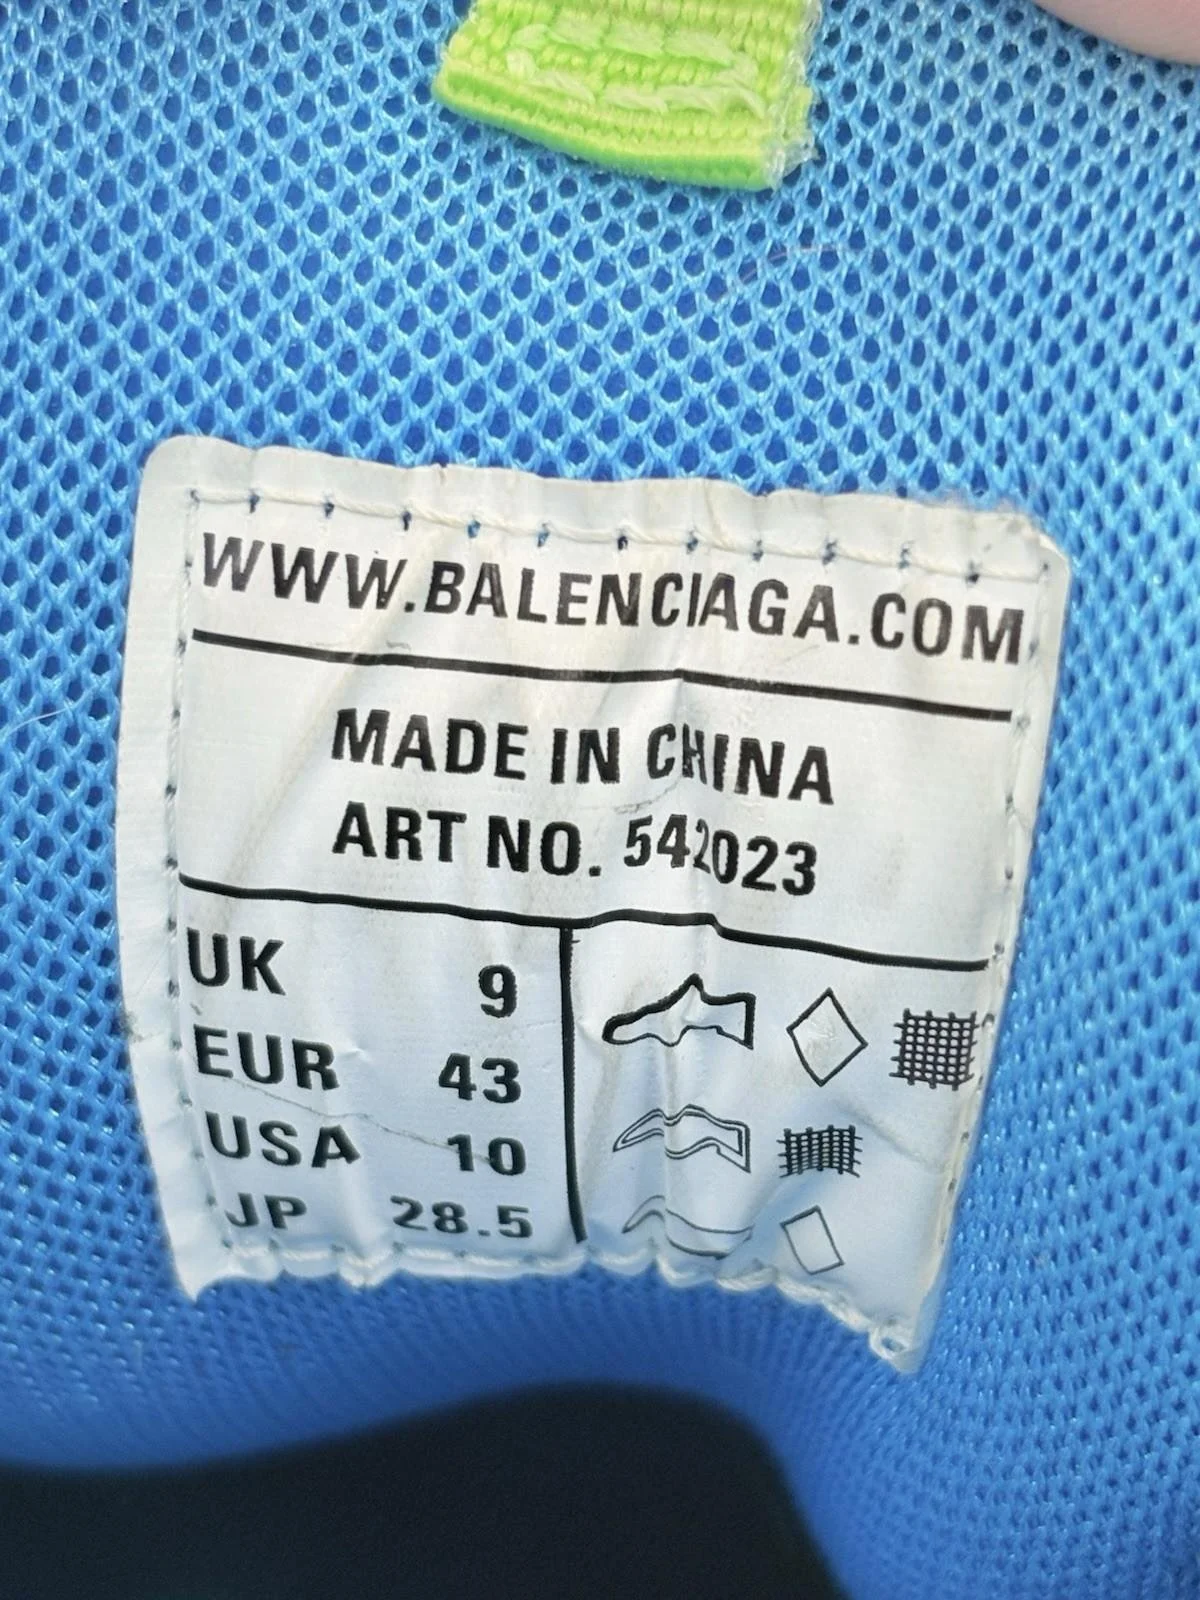 WWW.BALENCIAGA.COM
MADE IN CHINA
ART NO. 542023
UK 9
EUR 43
USA 10
JP 28.5